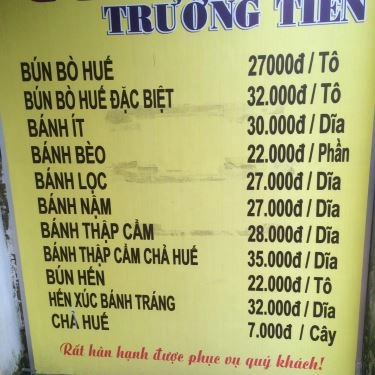 TRƯỜNG TIỀN
BÚN BÒ HUẾ 27000đ / Tô
BÚN BÒ HUẾ ĐẶC BIỆT 32.000đ / Tô
BÁNH ÍT 30.000đ / Dĩa
BÁNH BÈO 22.000đ / Phần
BÁNH LỌC 27.000đ / Dĩa
BÁNH NẬM 27.000đ / Dĩa
BÁNH THẬP CẨM 28.000đ / Dĩa
BÁNH THẬP CẨM CHẢ HUẾ 35.000đ / Dĩa
BÚN HẾN 22.000đ / Tô
HẾN XÚC BÁNH TRÁNG 32.000đ / Dĩa
CHẢ HUẾ 7.000đ / Cây
Rất hân hạnh được phục vụ quý khách!